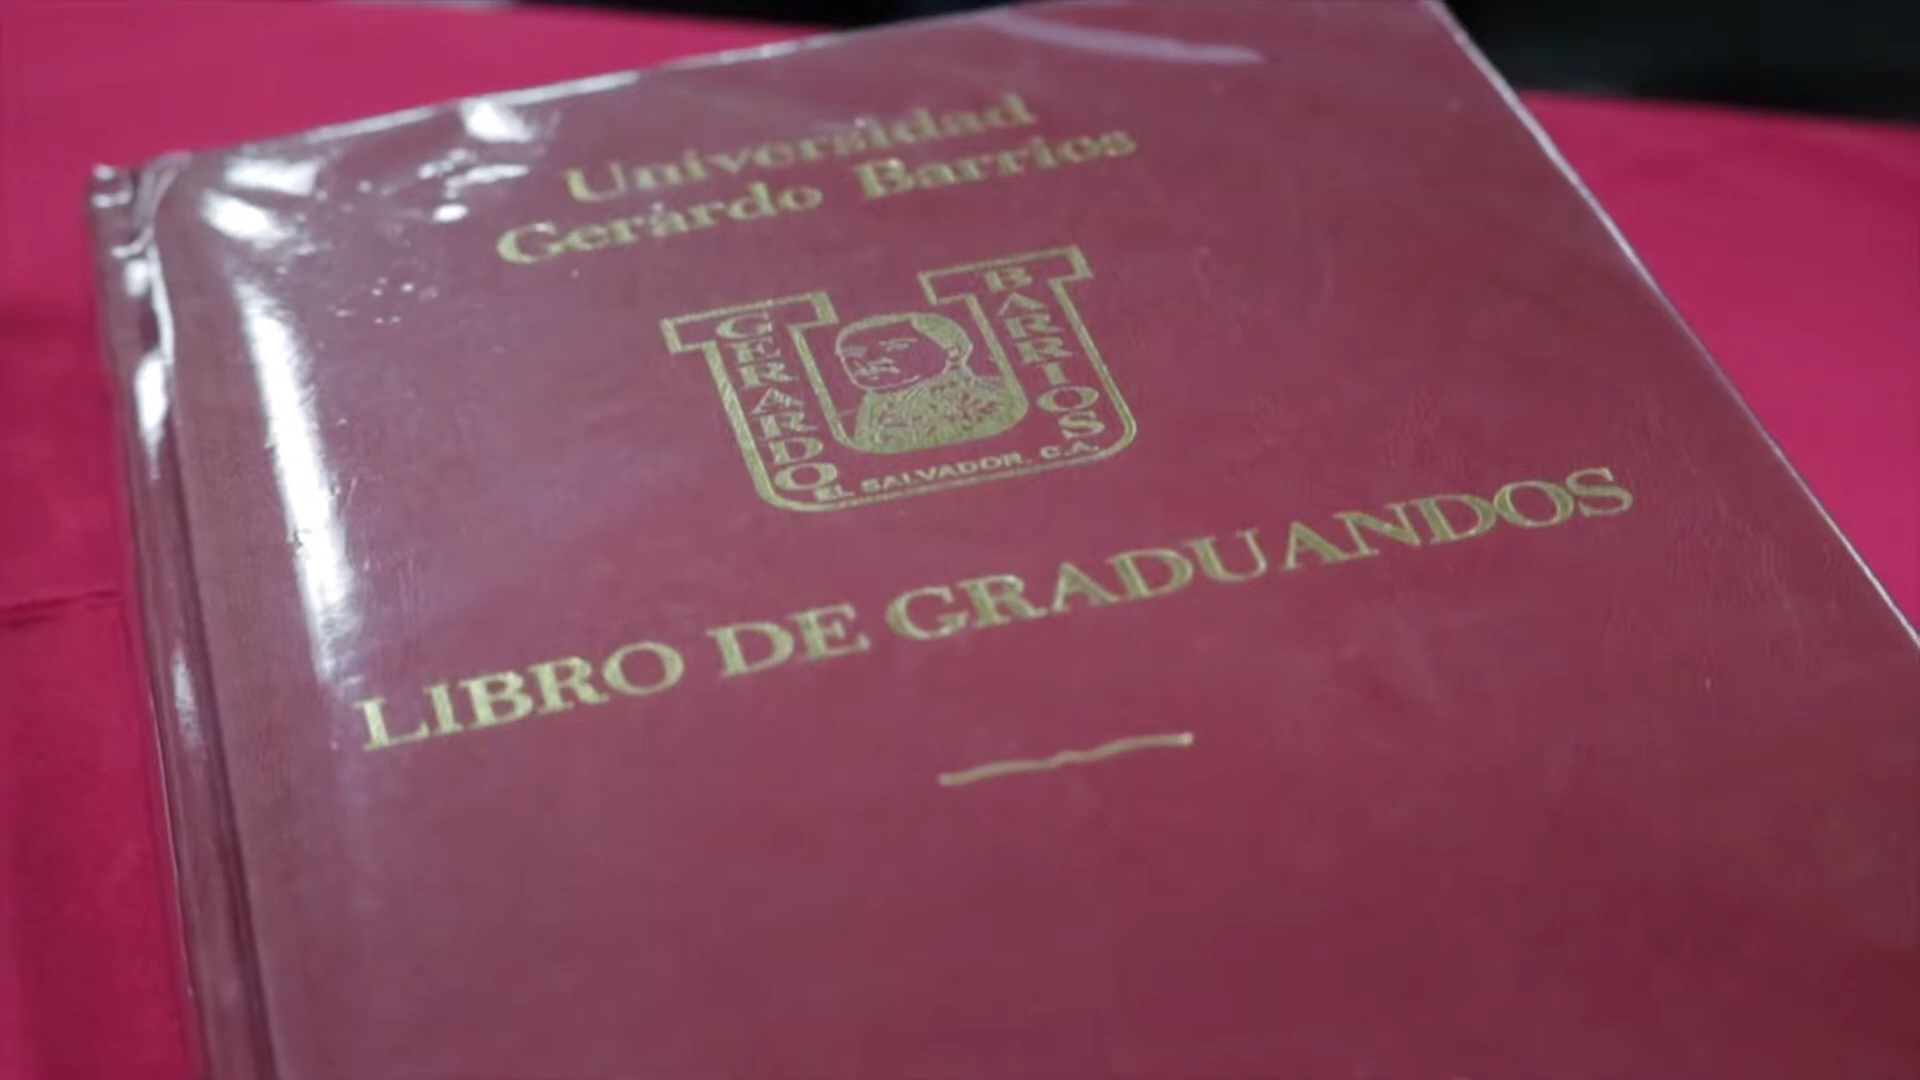 Universidad
Gerardo Barrios
GERARDO
BARRIOS
EL SALVADOR, C.A.
LIBRO DE GRADUANDOS